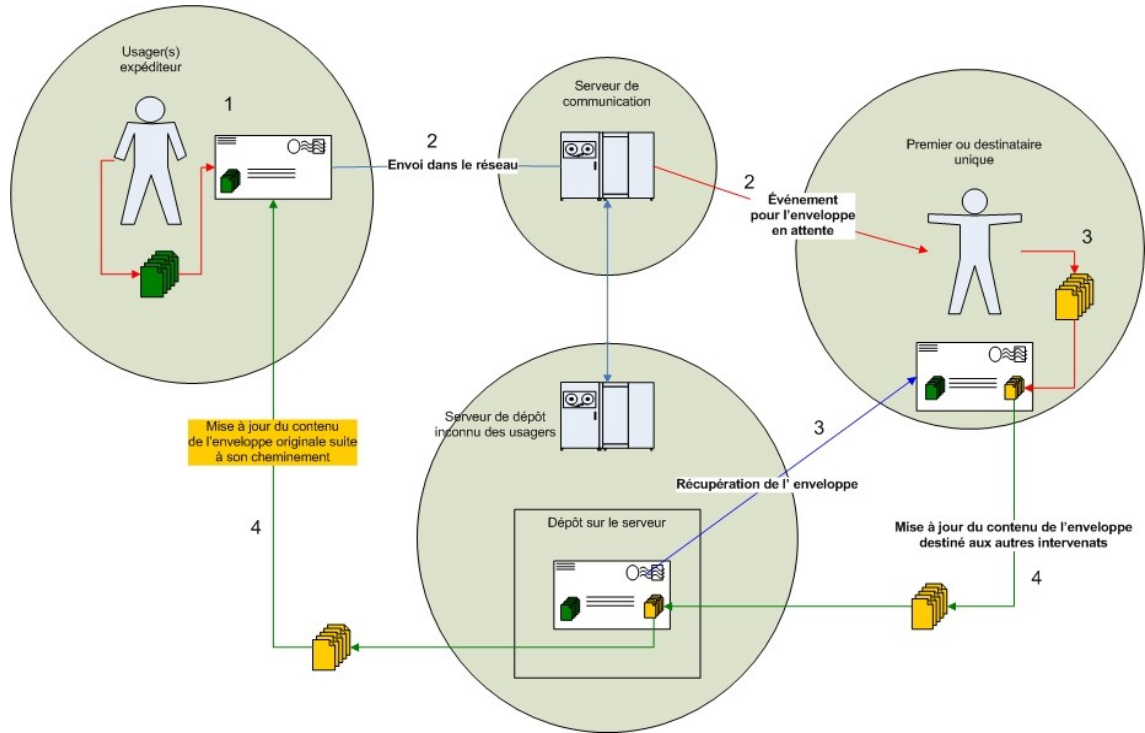 Usager(s)
expéditeur
1
2
Envoi dans le réseau
Serveur de
communication
2
Événement
pour l'enveloppe
en attente
Premier ou destinataire
unique
3
Serveur de dépôt
inconnu des usagers
3
Récupération de l' enveloppe
Mise à jour du contenu
de l'enveloppe originale suite
à son cheminement
4
Dépôt sur le serveur
Mise à jour du contenu de l'enveloppe
destiné aux autres intervenats
4